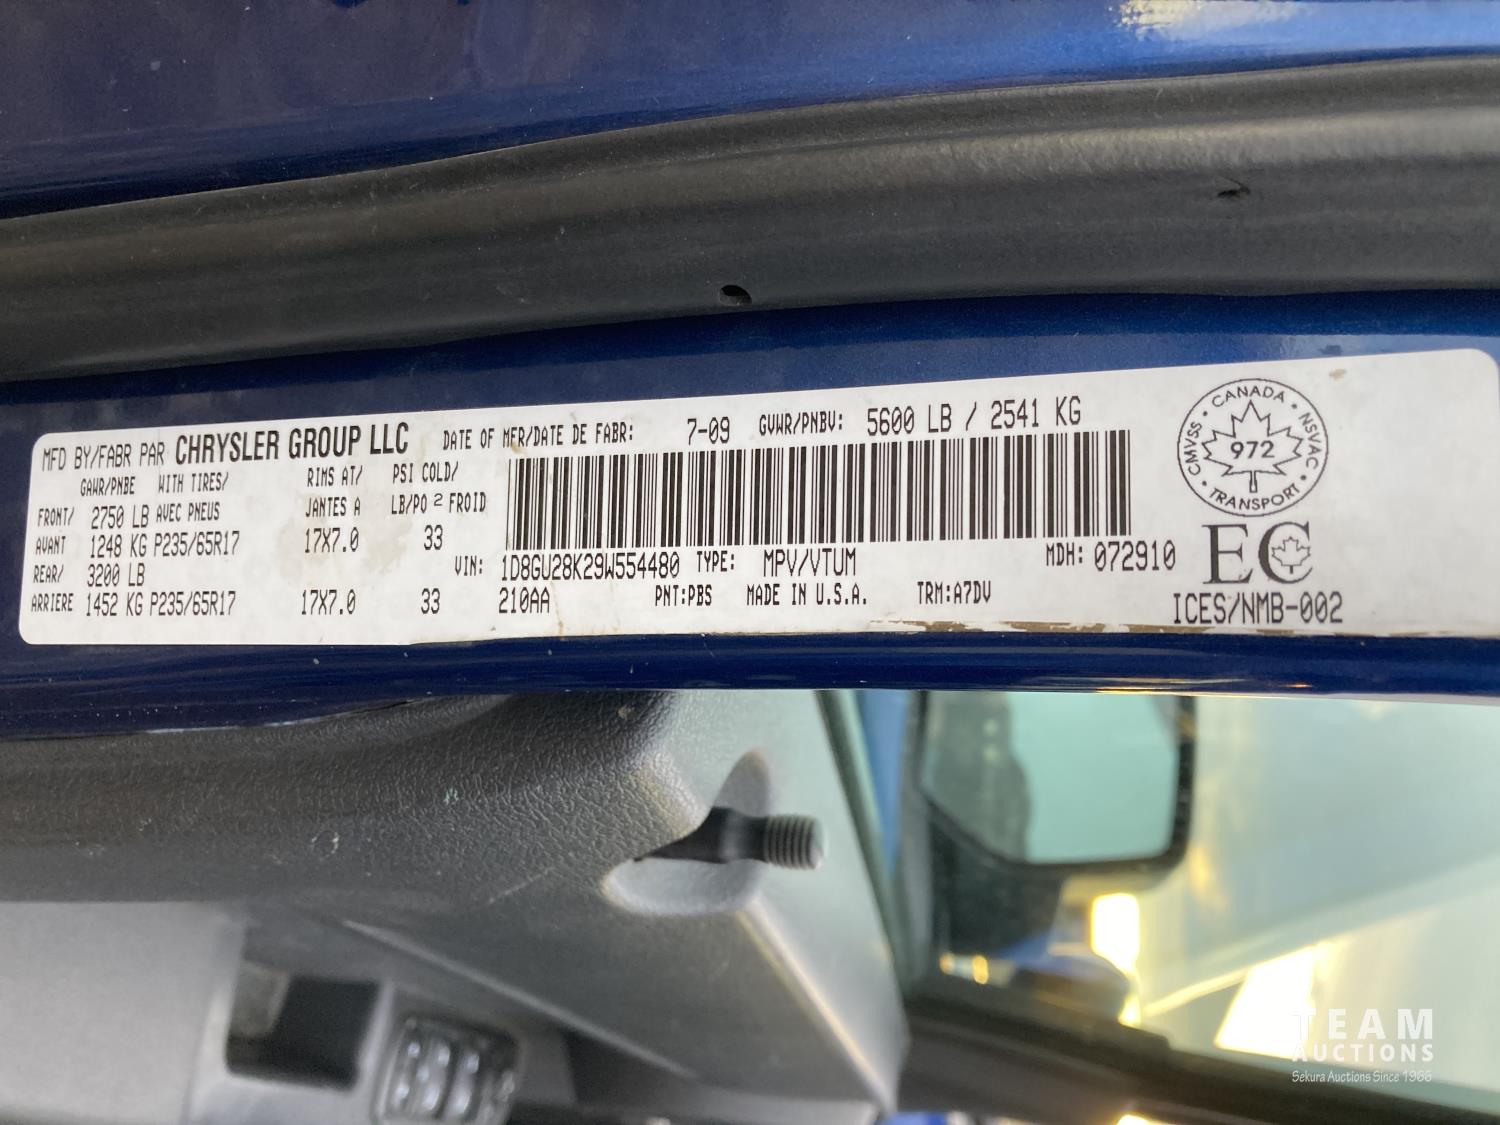 MFD BY/FABR PAR CHRYSLER GROUP LLC DATE OF MFR/DATE DE FABR: 7-09 GVWR/PNBV: 5600 LB / 2541 KG
GAWR/PNBE WITH TIRES/ RIMS AT/ PSI COLD/
FRONT/ 2750 LB AVEC PNEUS JANTES A LB/PO 2 FROID
AVANT 1248 KG P235/65R17 17X7.0 33
REAR/ 3200 LB
ARRIERE 1452 KG P235/65R17 17X7.0 33
VIN: 1D8GU28K29W554480 TYPE: MPV/VTUM MDH: 072910
210AA PNT:PBS MADE IN U.S.A. TRM:A7DV
CANADA
CMVSS 972 NSVAC
TRANSPORT
EC
ICES/NMB-002
TEAM
AUCTIONS
Sekura Auctions Since 1966